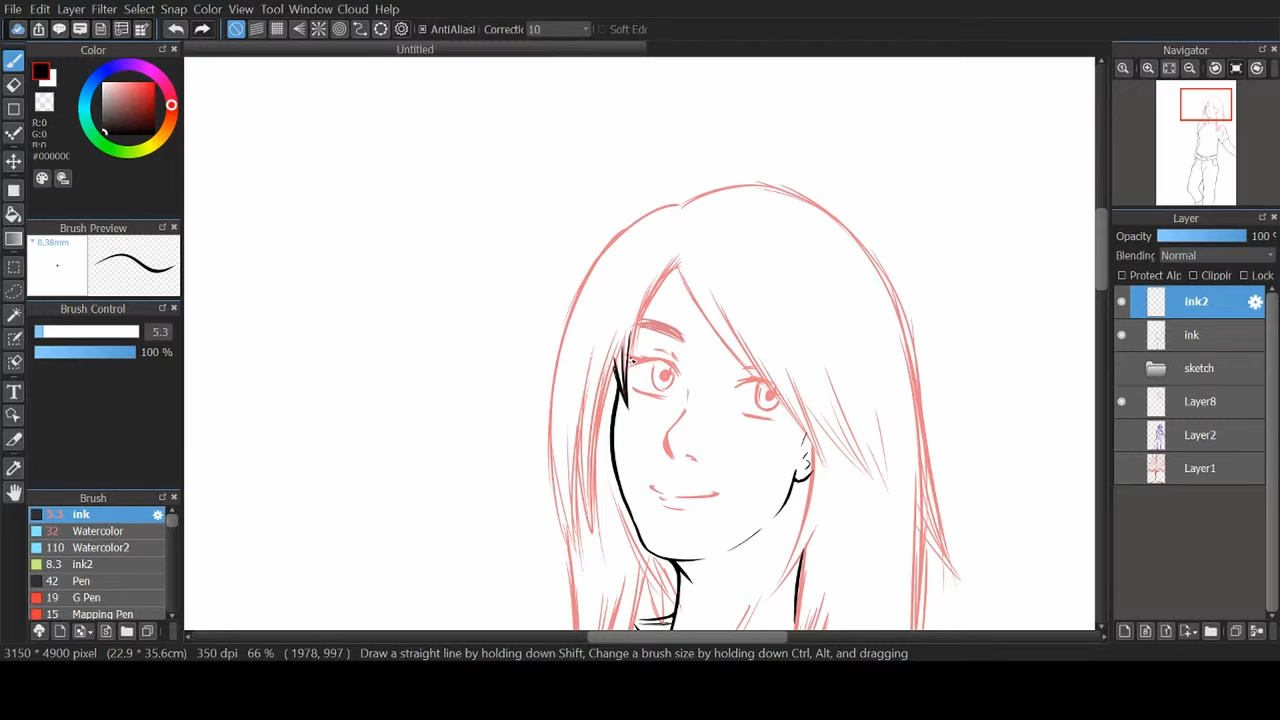 File Edit Layer Filter Select Snap Color View Tool Window Cloud Help
AntiAliasi Correctic 10 Soft Edg
Untitled
Color
R:0
G:0
B:0
#000000
Brush Preview
* 0.38mm
Brush Control
5.3
100 %
Brush
5.3 ink
32 Watercolor
110 Watercolor2
8.3 ink2
42 Pen
19 G Pen
15 Mapping Pen
Navigator
Layer
Opacity 100
Blending Normal
Protect Alp Clippir Lock
ink2
ink
sketch
Layer8
Layer2
Layer1
3150 * 4900 pixel (22.9 * 35.6cm) 350 dpi 66 % ( 1978, 997 ) Draw a straight line by holding down Shift, Change a brush size by holding down Ctrl, Alt, and dragging